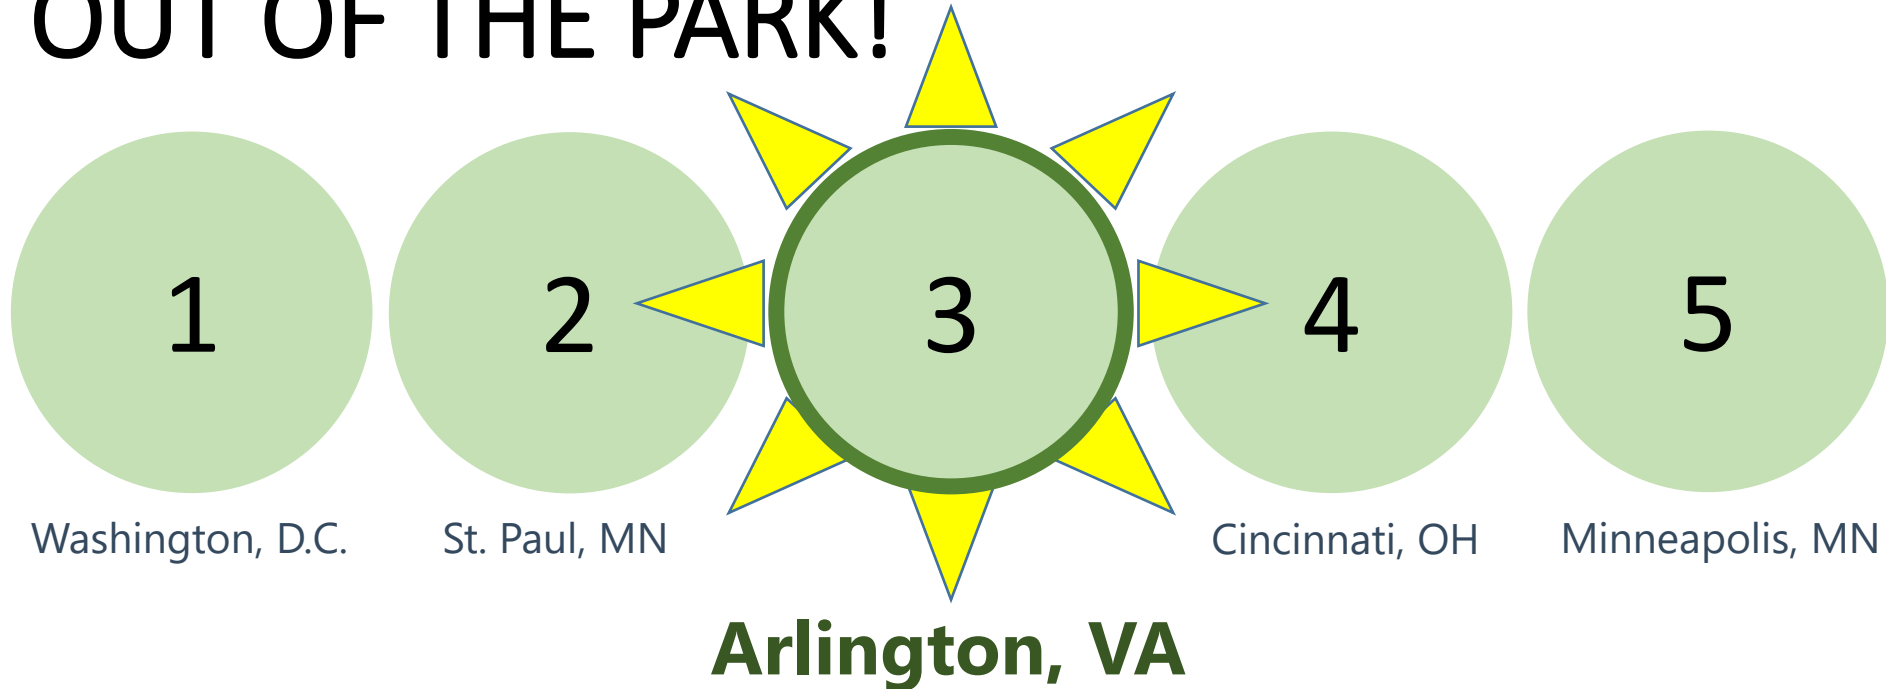 OUT OF THE PARK!
1 2 3 4 5
Washington, D.C. St. Paul, MN Cincinnati, OH Minneapolis, MN
Arlington, VA